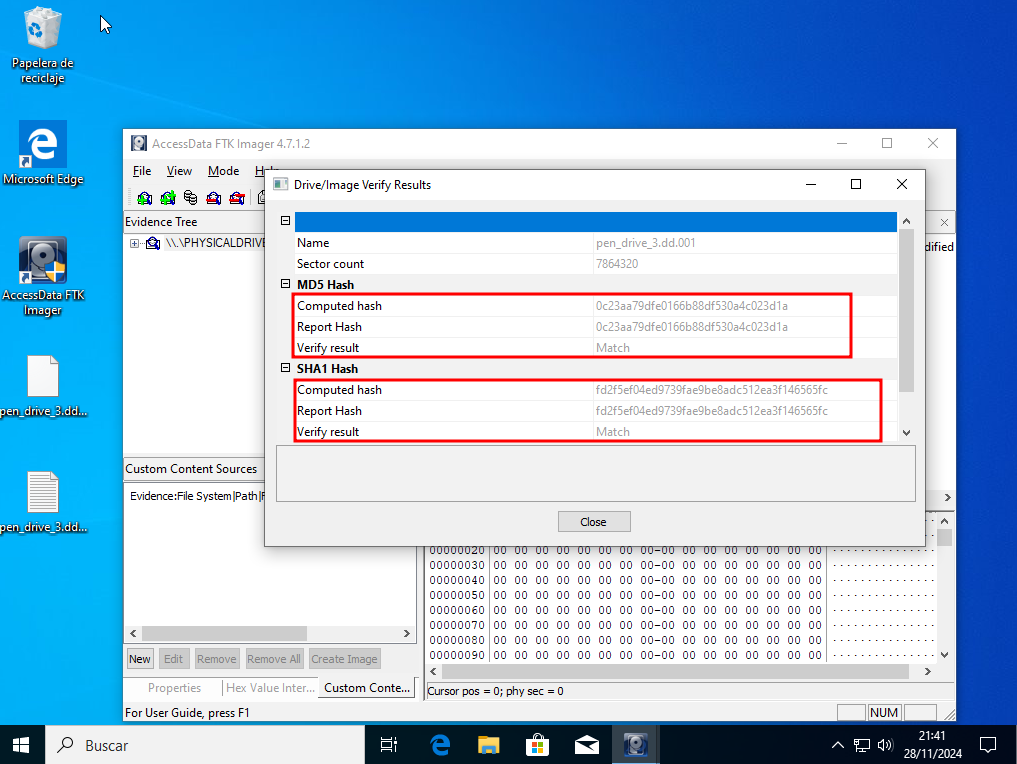 Papelera de
reciclaje
Microsoft Edge
AccessData FTK
Imager
pen_drive_3.dd...
pen_drive_3.dd...
AccessData FTK Imager 4.7.1.2
File View Mode
Drive/Image Verify Results
Evidence Tree
\\.\PHYSICALDRIVE
Name pen_drive_3.dd.001
Sector count 7864320
MD5 Hash
Computed hash 0c23aa79dfe0166b88df530a4c023d1a
Report Hash 0c23aa79dfe0166b88df530a4c023d1a
Verify result Match
SHA1 Hash
Computed hash fd2f5ef04ed9739fae9be8adc512ea3f146565fc
Report Hash fd2f5ef04ed9739fae9be8adc512ea3f146565fc
Verify result Match
Close
Custom Content Sources
Evidence:File System|Path|F
00000020 00 00 00 00 00 00 00 00-00 00 00 00 00 00 00 00 ................
00000030 00 00 00 00 00 00 00 00-00 00 00 00 00 00 00 00 ................
00000040 00 00 00 00 00 00 00 00-00 00 00 00 00 00 00 00 ................
00000050 00 00 00 00 00 00 00 00-00 00 00 00 00 00 00 00 ................
00000060 00 00 00 00 00 00 00 00-00 00 00 00 00 00 00 00 ................
00000070 00 00 00 00 00 00 00 00-00 00 00 00 00 00 00 00 ................
00000080 00 00 00 00 00 00 00 00-00 00 00 00 00 00 00 00 ................
00000090 00 00 00 00 00 00 00 00-00 00 00 00 00 00 00 00 ................
New Edit Remove Remove All Create Image
Properties Hex Value Inter... Custom Conte...
Cursor pos = 0; phy sec = 0
For User Guide, press F1
NUM
Buscar
21:41
28/11/2024